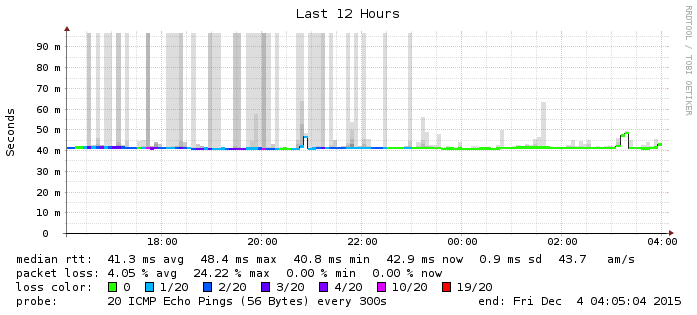 Last 12 Hours
RRDTOOL / TOBI OETIKER
Seconds
90 m
80 m
70 m
60 m
50 m
40 m
30 m
20 m
10 m
0
18:00 20:00 22:00 00:00 02:00 04:00
median rtt: 41.3 ms avg 48.4 ms max 40.8 ms min 42.9 ms now 0.9 ms sd 43.7 am/s
packet loss: 4.05 % avg 24.22 % max 0.00 % min 0.00 % now
loss color: 0 1/20 2/20 3/20 4/20 10/20 19/20
probe: 20 ICMP Echo Pings (56 Bytes) every 300s end: Fri Dec 4 04:05:04 2015